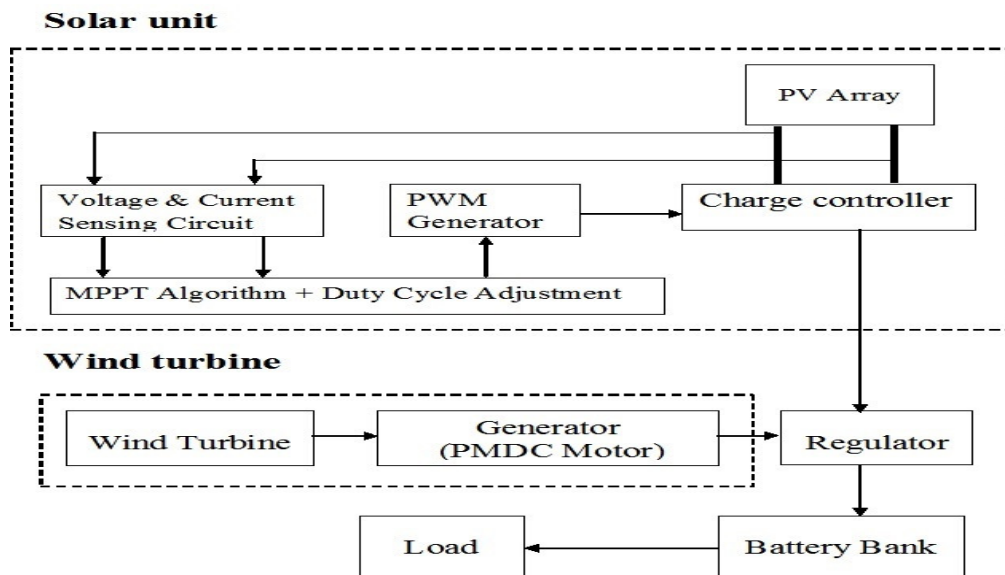 Solar unit
PV Array
Voltage & Current
Sensing Circuit
PWM
Generator
Charge controller
MPPT Algorithm + Duty Cycle Adjustment
Wind turbine
Wind Turbine
Generator
(PMDC Motor)
Regulator
Load
Battery Bank